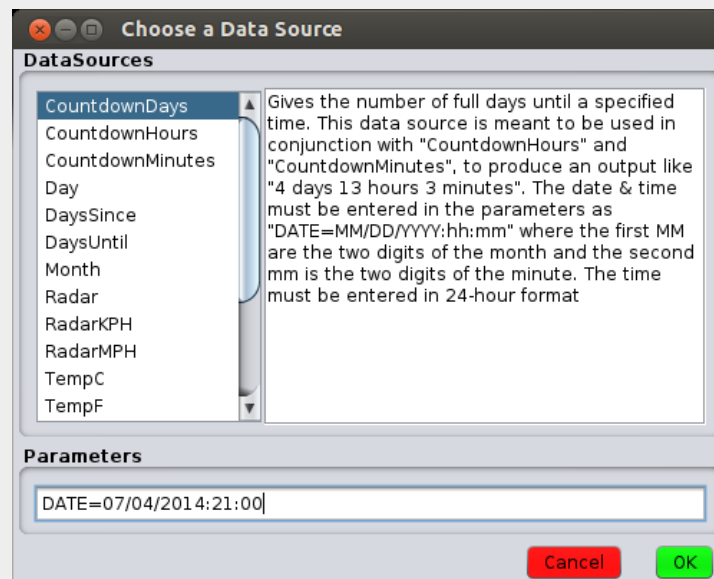 Choose a Data Source
DataSources
CountdownDays
CountdownHours
CountdownMinutes
Day
DaysSince
DaysUntil
Month
Radar
RadarKPH
RadarMPH
TempC
TempF
Gives the number of full days until a specified
time. This data source is meant to be used in
conjunction with "CountdownHours" and
"CountdownMinutes", to produce an output like
"4 days 13 hours 3 minutes". The date & time
must be entered in the parameters as
"DATE=MM/DD/YYYY:hh:mm" where the first MM
are the two digits of the month and the second
mm is the two digits of the minute. The time
must be entered in 24-hour format
Parameters
DATE=07/04/2014:21:00
Cancel
OK